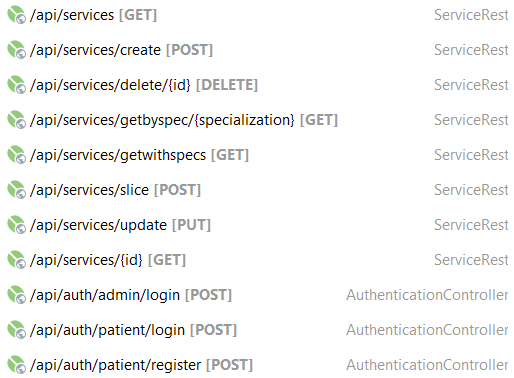 /api/services [GET] ServiceRest
/api/services/create [POST] ServiceRest
/api/services/delete/{id} [DELETE] ServiceRest
/api/services/getbyspec/{specialization} [GET] ServiceRest
/api/services/getwithspecs [GET] ServiceRest
/api/services/slice [POST] ServiceRest
/api/services/update [PUT] ServiceRest
/api/services/{id} [GET] ServiceRest
/api/auth/admin/login [POST] AuthenticationController
/api/auth/patient/login [POST] AuthenticationController
/api/auth/patient/register [POST] AuthenticationController